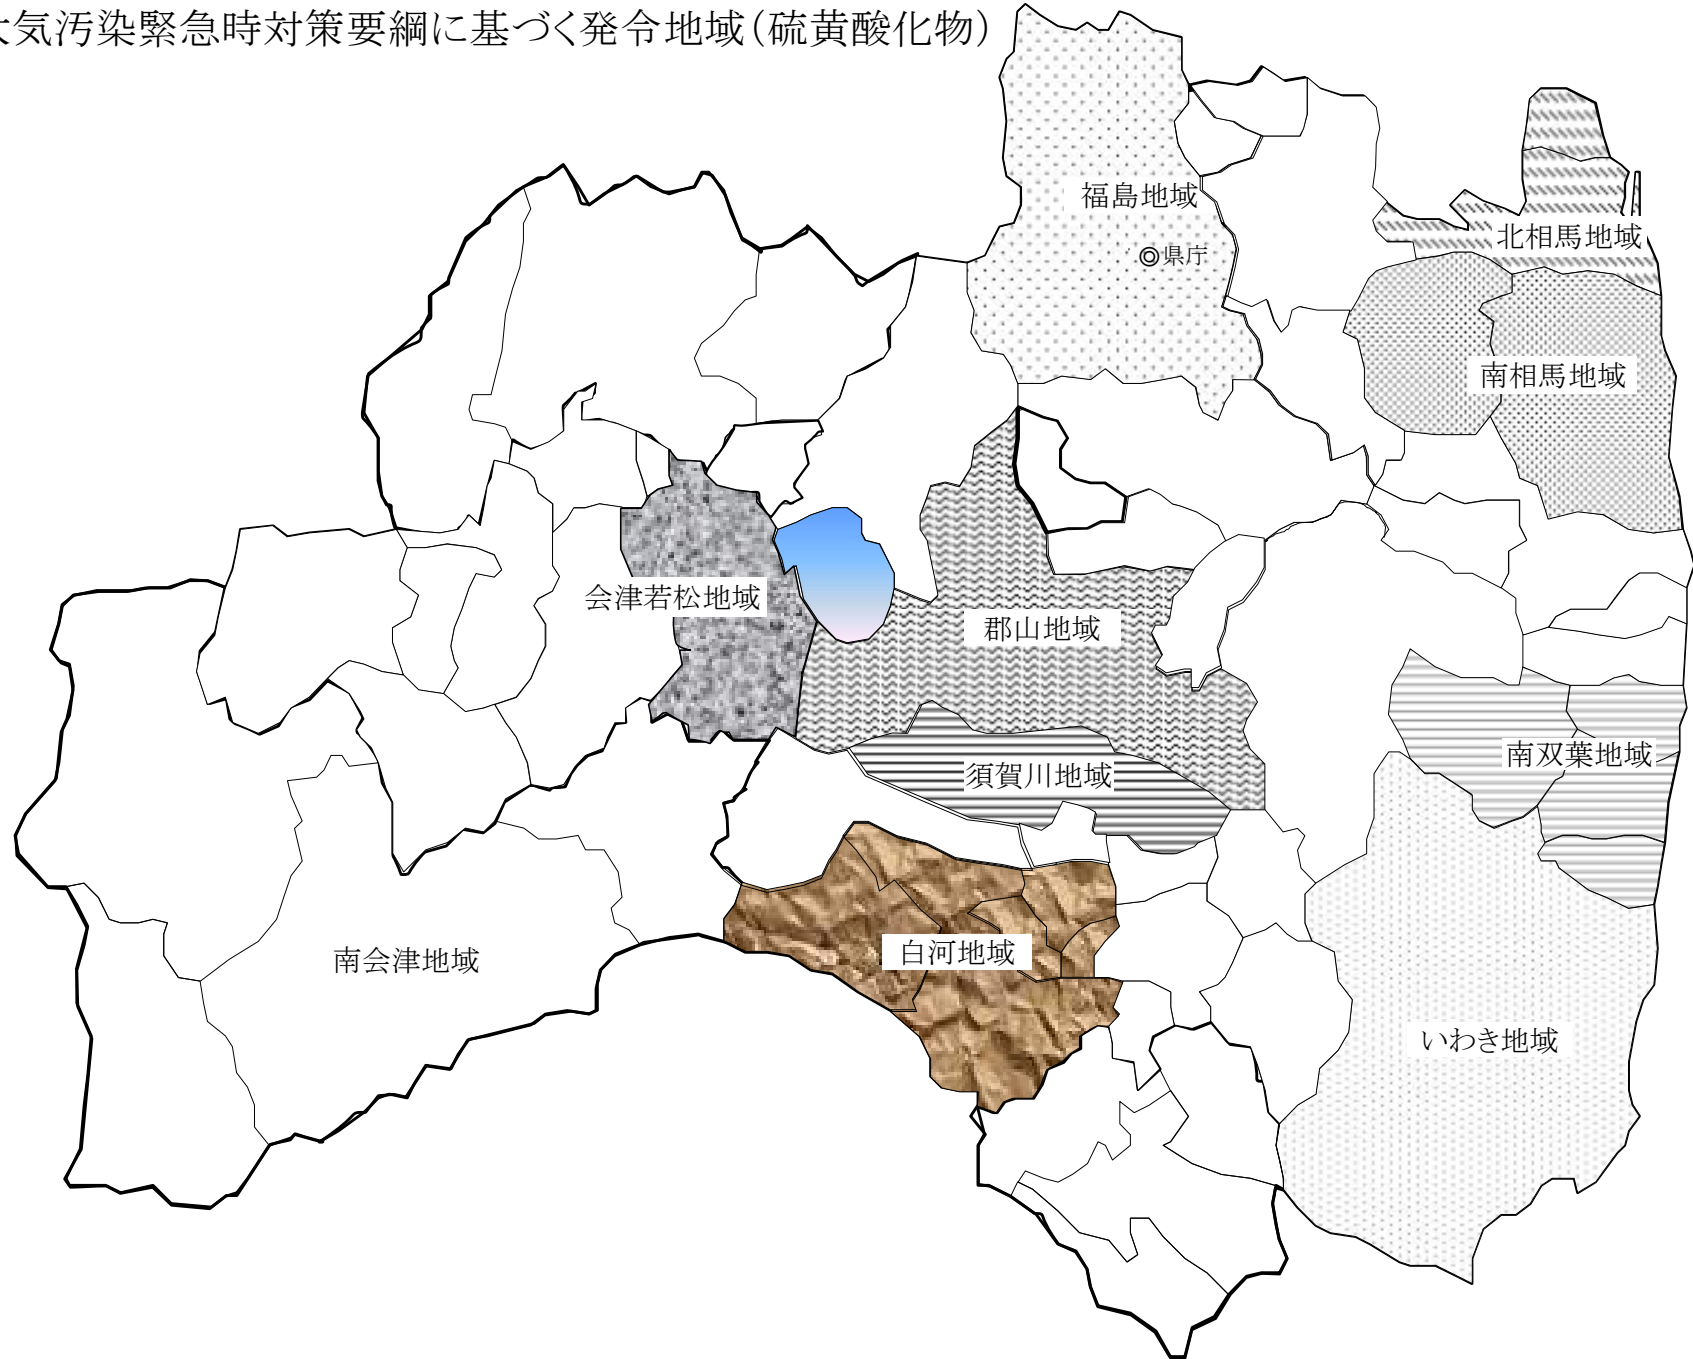 気汚染緊急時対策要綱に基づく発令地域(硫黄酸化物)
福島地域
◎県庁
北相馬地域
南相馬地域
会津若松地域
郡山地域
須賀川地域
南双葉地域
白河地域
南会津地域
いわき地域